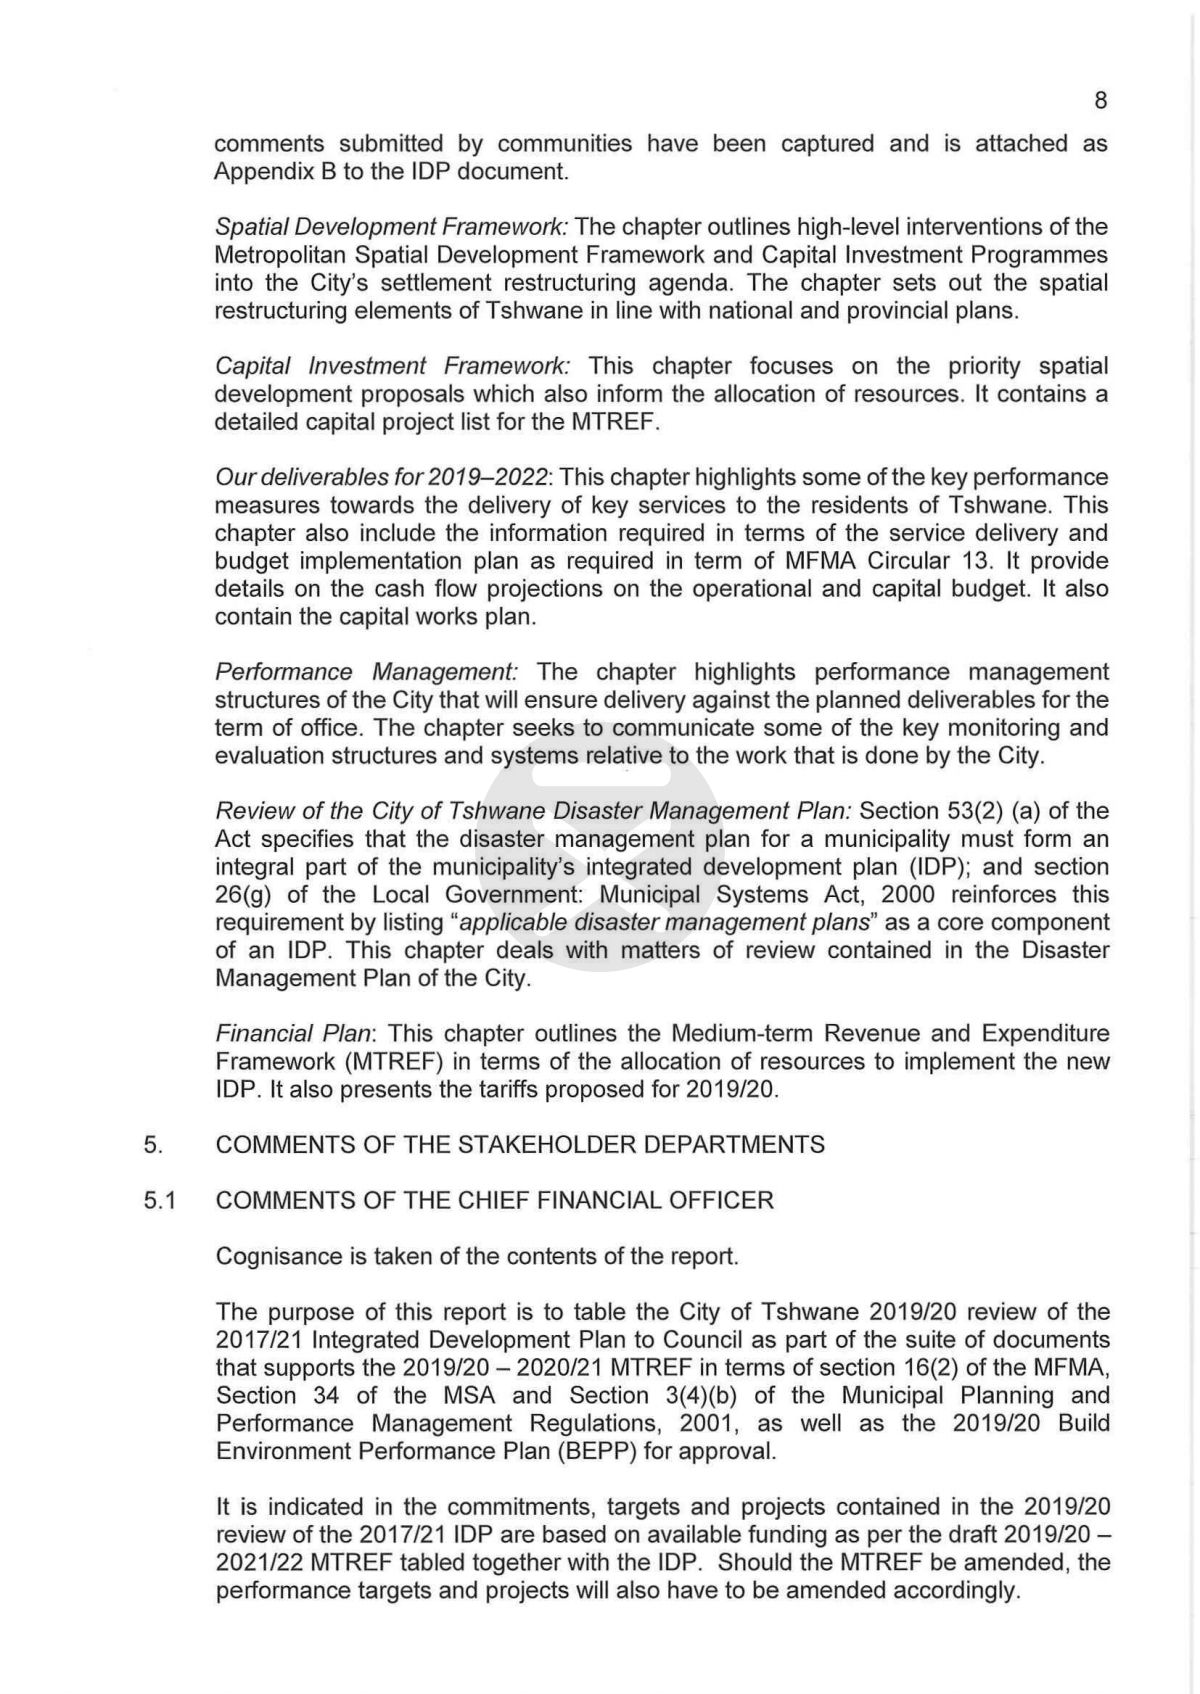 8
comments submitted by communities have been captured and is attached as
Appendix B to the IDP document.
Spatial Development Framework: The chapter outlines high-level interventions of the
Metropolitan Spatial Development Framework and Capital Investment Programmes
into the City's settlement restructuring agenda. The chapter sets out the spatial
restructuring elements of Tshwane in line with national and provincial plans.
Capital Investment Framework: This chapter focuses on the priority spatial
development proposals which also inform the allocation of resources. It contains a
detailed capital project list for the MTREF.
Our deliverables for 2019–2022: This chapter highlights some of the key performance
measures towards the delivery of key services to the residents of Tshwane. This
chapter also include the information required in terms of the service delivery and
budget implementation plan as required in term of MFMA Circular 13. It provide
details on the cash flow projections on the operational and capital budget. It also
contain the capital works plan.
Performance Management: The chapter highlights performance management
structures of the City that will ensure delivery against the planned deliverables for the
term of office. The chapter seeks to communicate some of the key monitoring and
evaluation structures and systems relative to the work that is done by the City.
Review of the City of Tshwane Disaster Management Plan: Section 53(2) (a) of the
Act specifies that the disaster management plan for a municipality must form an
integral part of the municipality's integrated development plan (IDP); and section
26(g) of the Local Government: Municipal Systems Act, 2000 reinforces this
requirement by listing "applicable disaster management plans" as a core component
of an IDP. This chapter deals with matters of review contained in the Disaster
Management Plan of the City.
Financial Plan: This chapter outlines the Medium-term Revenue and Expenditure
Framework (MTREF) in terms of the allocation of resources to implement the new
IDP. It also presents the tariffs proposed for 2019/20.
5. COMMENTS OF THE STAKEHOLDER DEPARTMENTS
5.1 COMMENTS OF THE CHIEF FINANCIAL OFFICER
Cognisance is taken of the contents of the report.
The purpose of this report is to table the City of Tshwane 2019/20 review of the
2017/21 Integrated Development Plan to Council as part of the suite of documents
that supports the 2019/20 – 2020/21 MTREF in terms of section 16(2) of the MFMA,
Section 34 of the MSA and Section 3(4)(b) of the Municipal Planning and
Performance Management Regulations, 2001, as well as the 2019/20 Build
Environment Performance Plan (BEPP) for approval.
It is indicated in the commitments, targets and projects contained in the 2019/20
review of the 2017/21 IDP are based on available funding as per the draft 2019/20 –
2021/22 MTREF tabled together with the IDP. Should the MTREF be amended, the
performance targets and projects will also have to be amended accordingly.